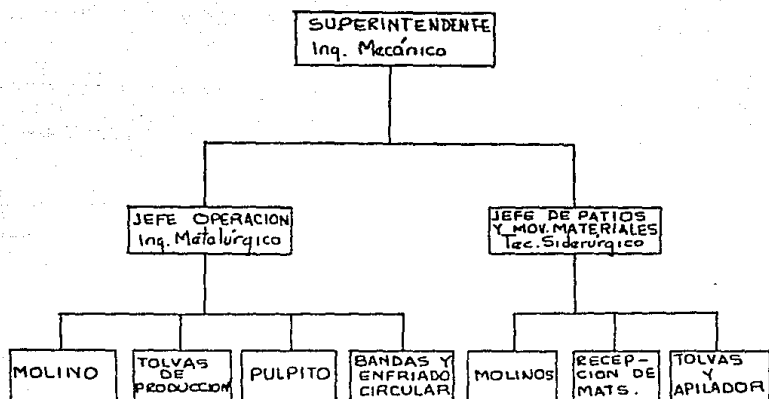 SUPERINTENDENTE
Ing. Mecánico
JEFE OPERACION
Ing. Metalúrgico
JEFE DE PATIOS
Y MOV. MATERIALES
Tec. Siderúrgico
MOLINO
TOLVAS
DE
PRODUCCION
PULPITO
BANDAS Y
ENFRIADO
CIRCULAR
MOLINOS
RECEP-
CION DE
MATS.
TOLVAS
Y
APILADOR